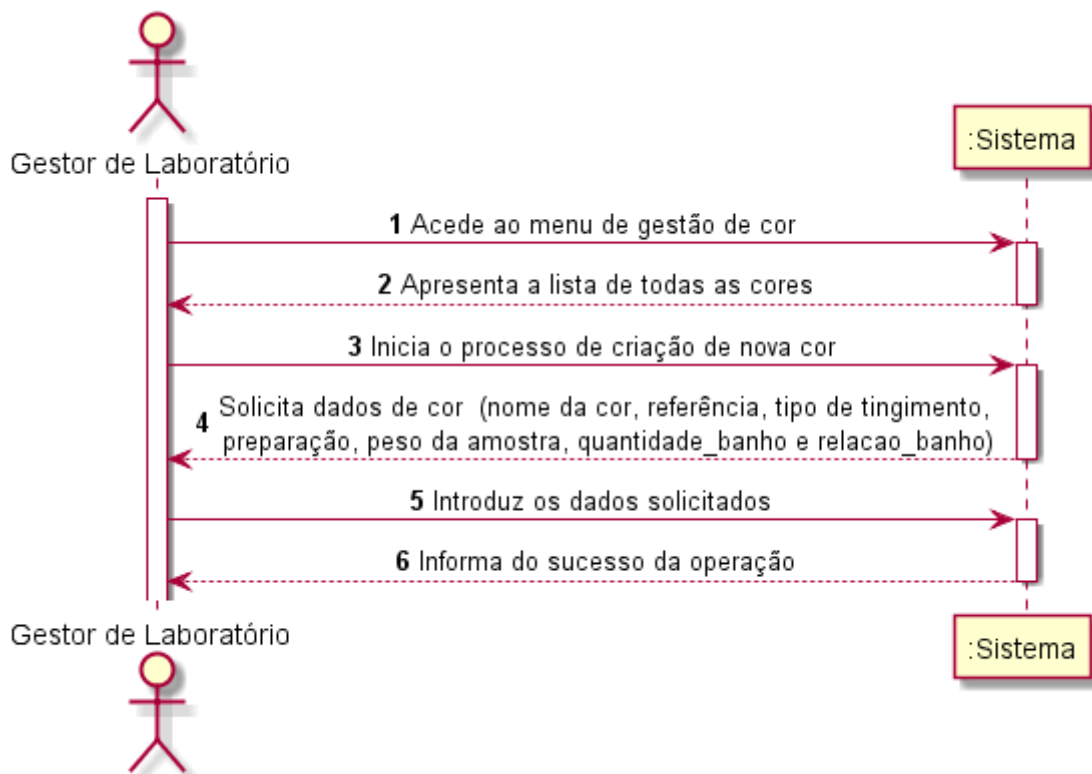 Gestor de Laboratório
:Sistema
1 Acede ao menu de gestão de cor
2 Apresenta a lista de todas as cores
3 Inicia o processo de criação de nova cor
4 Solicita dados de cor (nome da cor, referência, tipo de tingimento,
preparação, peso da amostra, quantidade_banho e relacao_banho)
5 Introduz os dados solicitados
6 Informa do sucesso da operação
Gestor de Laboratório
:Sistema